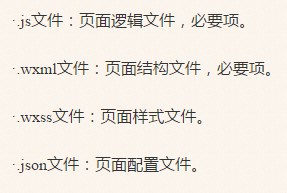 ·.js文件：页面逻辑文件，必要项。
·.wxml文件：页面结构文件，必要项。
·.wxss文件：页面样式文件。
·.json文件：页面配置文件。